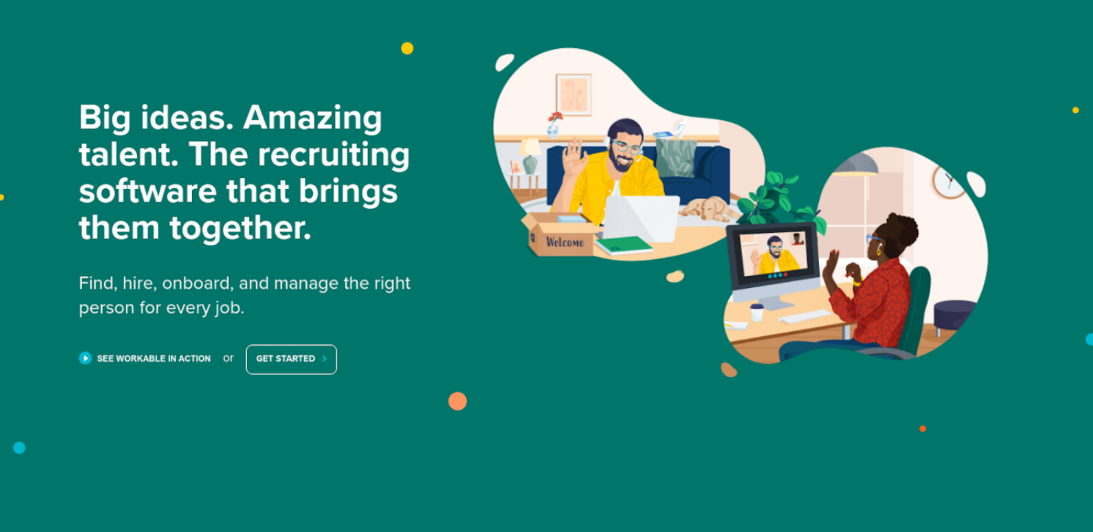 Big ideas. Amazing
talent. The recruiting
software that brings
them together.
Find, hire, onboard, and manage the right
person for every job.
SEE WORKABLE IN ACTION or GET STARTED
Welcome